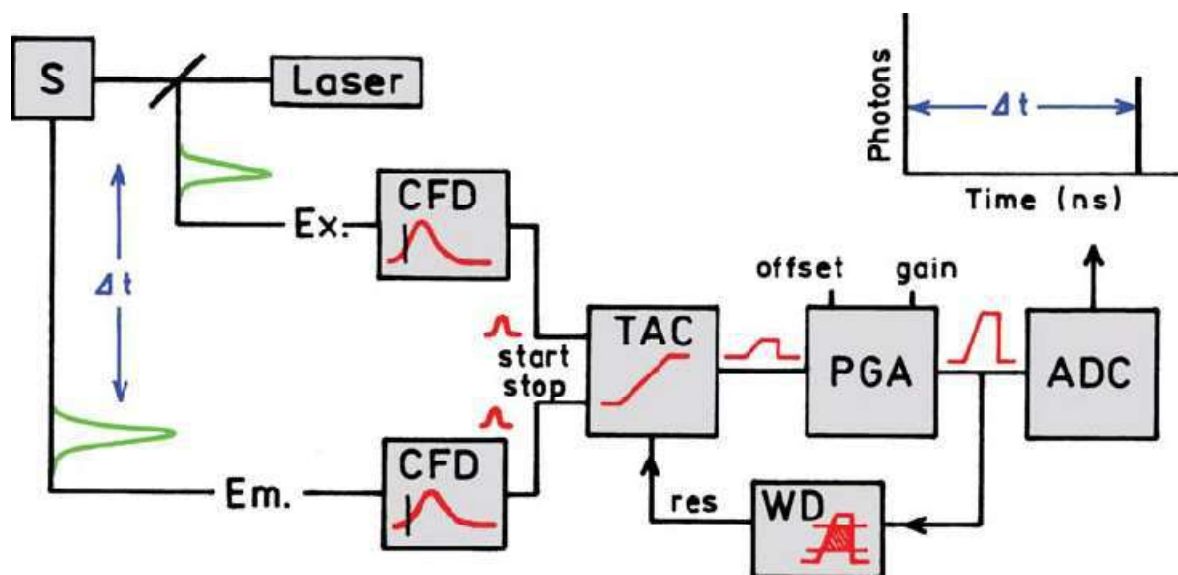 S
Laser
Δt
Photons
Time (ns)
Ex.
CFD
Δt
offset
gain
start
stop
TAC
PGA
ADC
Em.
CFD
res
WD